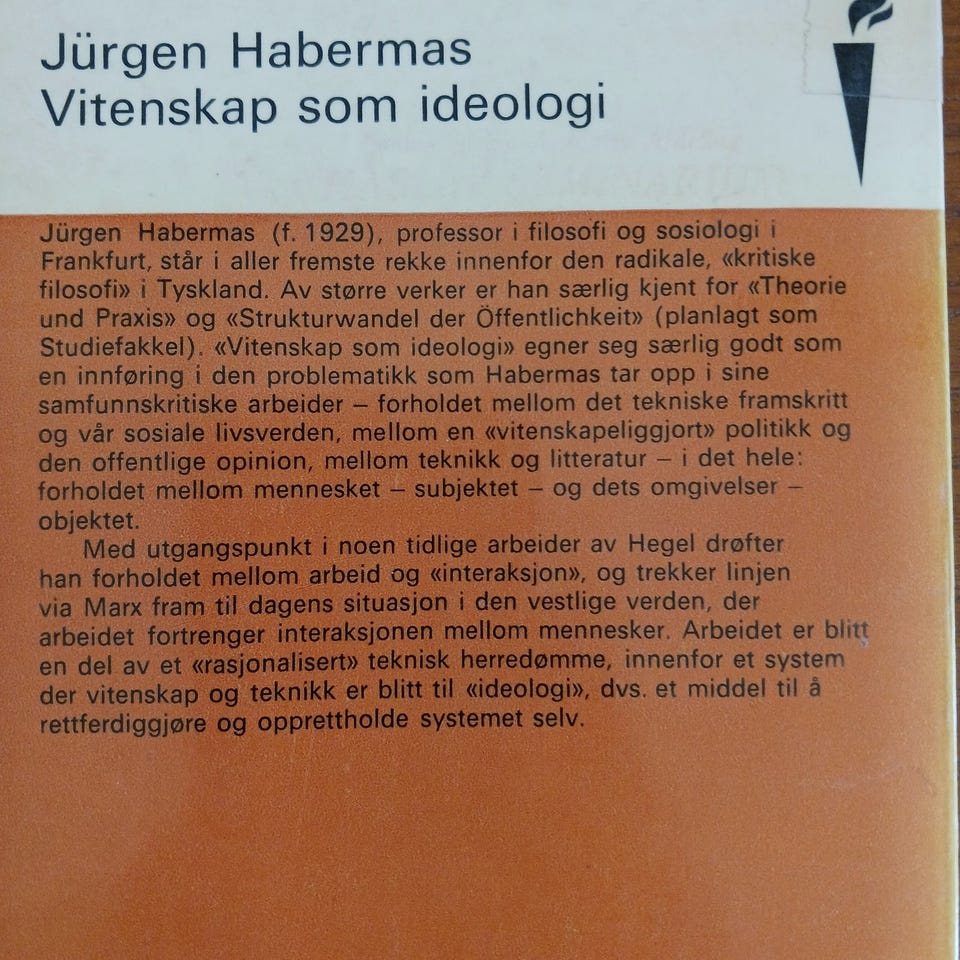 Jürgen Habermas
Vitenskap som ideologi
Jürgen Habermas (f. 1929), professor i filosofi og sosiologi i
Frankfurt, står i aller fremste rekke innenfor den radikale, «kritiske
filosofi» i Tyskland. Av større verker er han særlig kjent for «Theorie
und Praxis» og «Strukturwandel der Öffentlichkeit» (planlagt som
Studiefakkel). «Vitenskap som ideologi» egner seg særlig godt som
en innføring i den problematikk som Habermas tar opp i sine
samfunnskritiske arbeider – forholdet mellom det tekniske framskritt
og vår sosiale livsverden, mellom en «vitenskapeliggjort» politikk og
den offentlige opinion, mellom teknikk og litteratur – i det hele:
forholdet mellom mennesket – subjektet – og dets omgivelser –
objektet.
Med utgangspunkt i noen tidlige arbeider av Hegel drøfter
han forholdet mellom arbeid og «interaksjon», og trekker linjen
via Marx fram til dagens situasjon i den vestlige verden, der
arbeidet fortrenger interaksjonen mellom mennesker. Arbeidet er blitt
en del av et «rasjonalisert» teknisk herredømme, innenfor et system
der vitenskap og teknikk er blitt til «ideologi», dvs. et middel til å
rettferdiggjøre og opprettholde systemet selv.